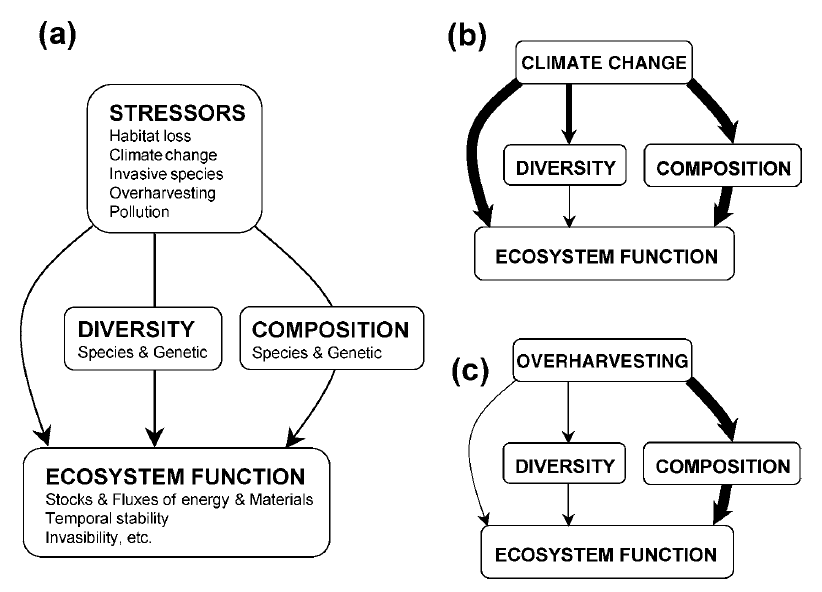 (a)
STRESSORS
Habitat loss
Climate change
Invasive species
Overharvesting
Pollution
DIVERSITY
Species & Genetic
COMPOSITION
Species & Genetic
ECOSYSTEM FUNCTION
Stocks & Fluxes of energy & Materials
Temporal stability
Invasibility, etc.
(b)
CLIMATE CHANGE
DIVERSITY
COMPOSITION
ECOSYSTEM FUNCTION
(c)
OVERHARVESTING
DIVERSITY
COMPOSITION
ECOSYSTEM FUNCTION